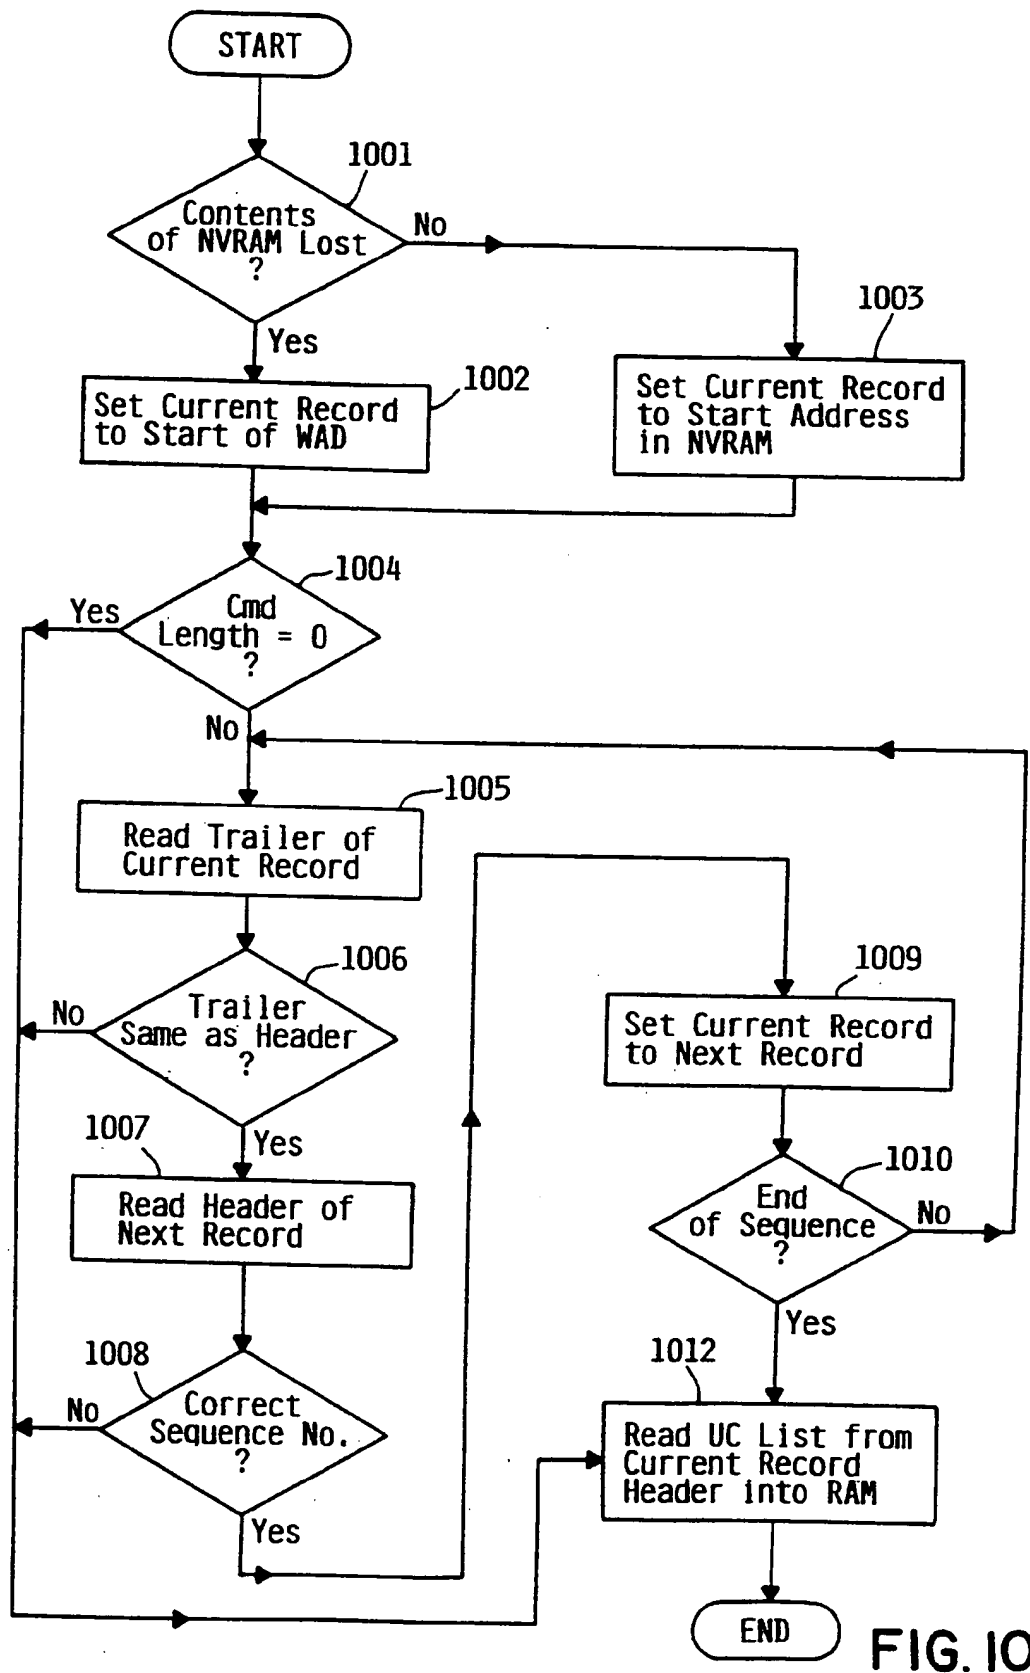 START
1001
Contents
of NVRAM Lost
?
No
Yes
1002
Set Current Record
to Start of WAD
1003
Set Current Record
to Start Address
in NVRAM
1004
Cmd
Length = 0
?
Yes
No
1005
Read Trailer of
Current Record
1006
Trailer
Same as Header
?
No
Yes
1007
Read Header of
Next Record
1008
Correct
Sequence No.
?
No
Yes
1009
Set Current Record
to Next Record
1010
End
of Sequence
?
No
Yes
1012
Read UC List from
Current Record
Header into RAM
END
FIG. 10